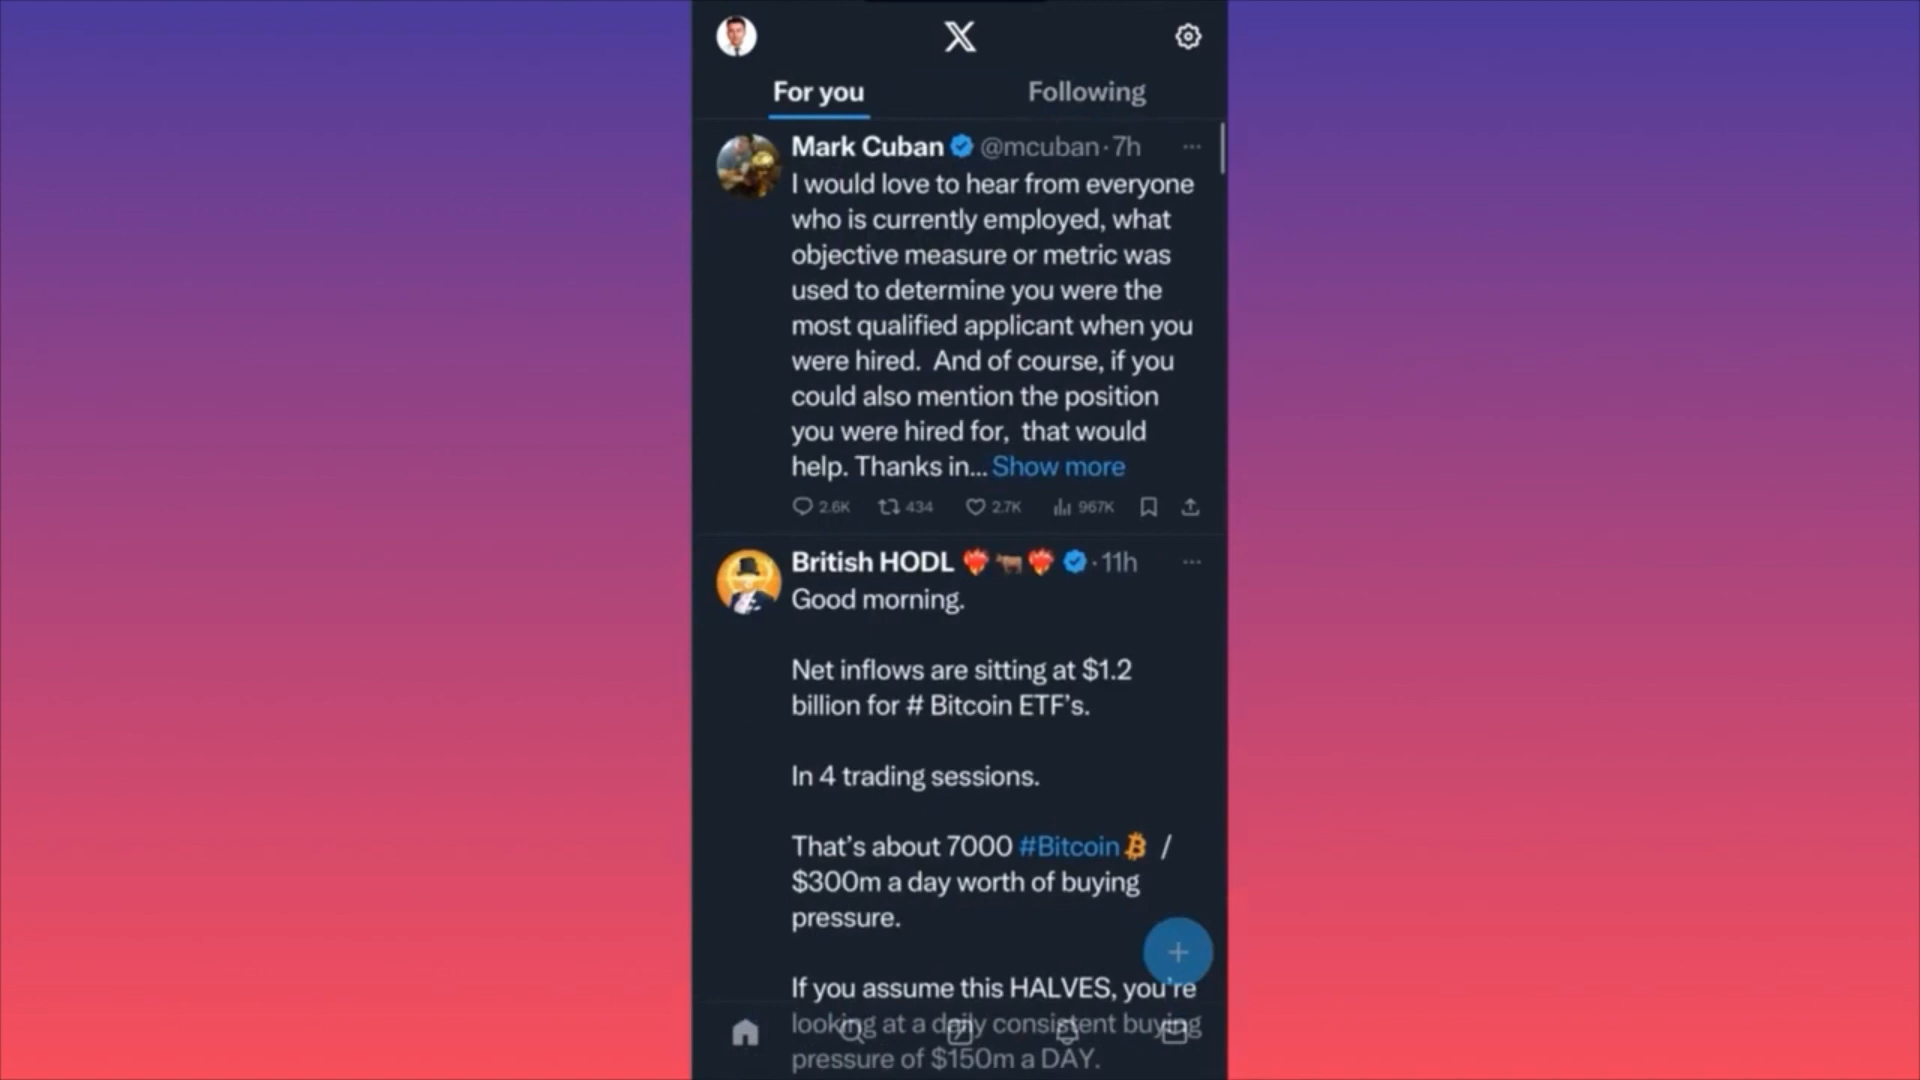 For you
Following
Mark Cuban @mcuban · 7h
I would love to hear from everyone
who is currently employed, what
objective measure or metric was
used to determine you were the
most qualified applicant when you
were hired.  And of course, if you
could also mention the position
you were hired for,  that would
help. Thanks in... Show more
2.6K 434 2.7K 967K
British HODL ❤️‍🔥🐂❤️‍🔥 · 11h
Good morning.
Net inflows are sitting at $1.2
billion for # Bitcoin ETF's.
In 4 trading sessions.
That's about 7000 #Bitcoin /
$300m a day worth of buying
pressure.
If you assume this HALVES, you're
looking at a daily consistent buying
pressure of $150m a DAY.